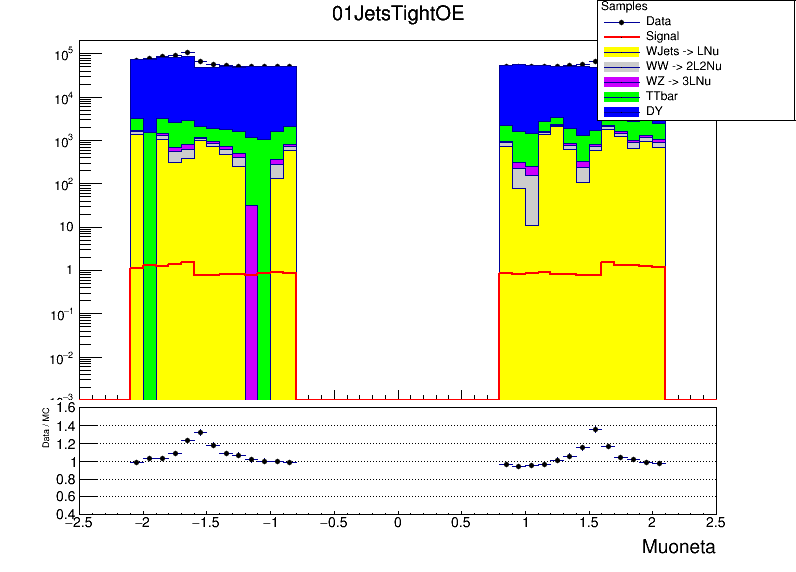 01JetsTightOE
Samples
Data
Signal
WJets -> LNu
WW -> 2L2Nu
WZ -> 3LNu
TTbar
DY
10^5
10^4
10^3
10^2
10
1
10^-1
10^-2
10^-3
Data / MC
1.6
1.4
1.2
1
0.8
0.6
0.4
−2.5 −2 −1.5 −1 −0.5 0 0.5 1 1.5 2 2.5
Muoneta